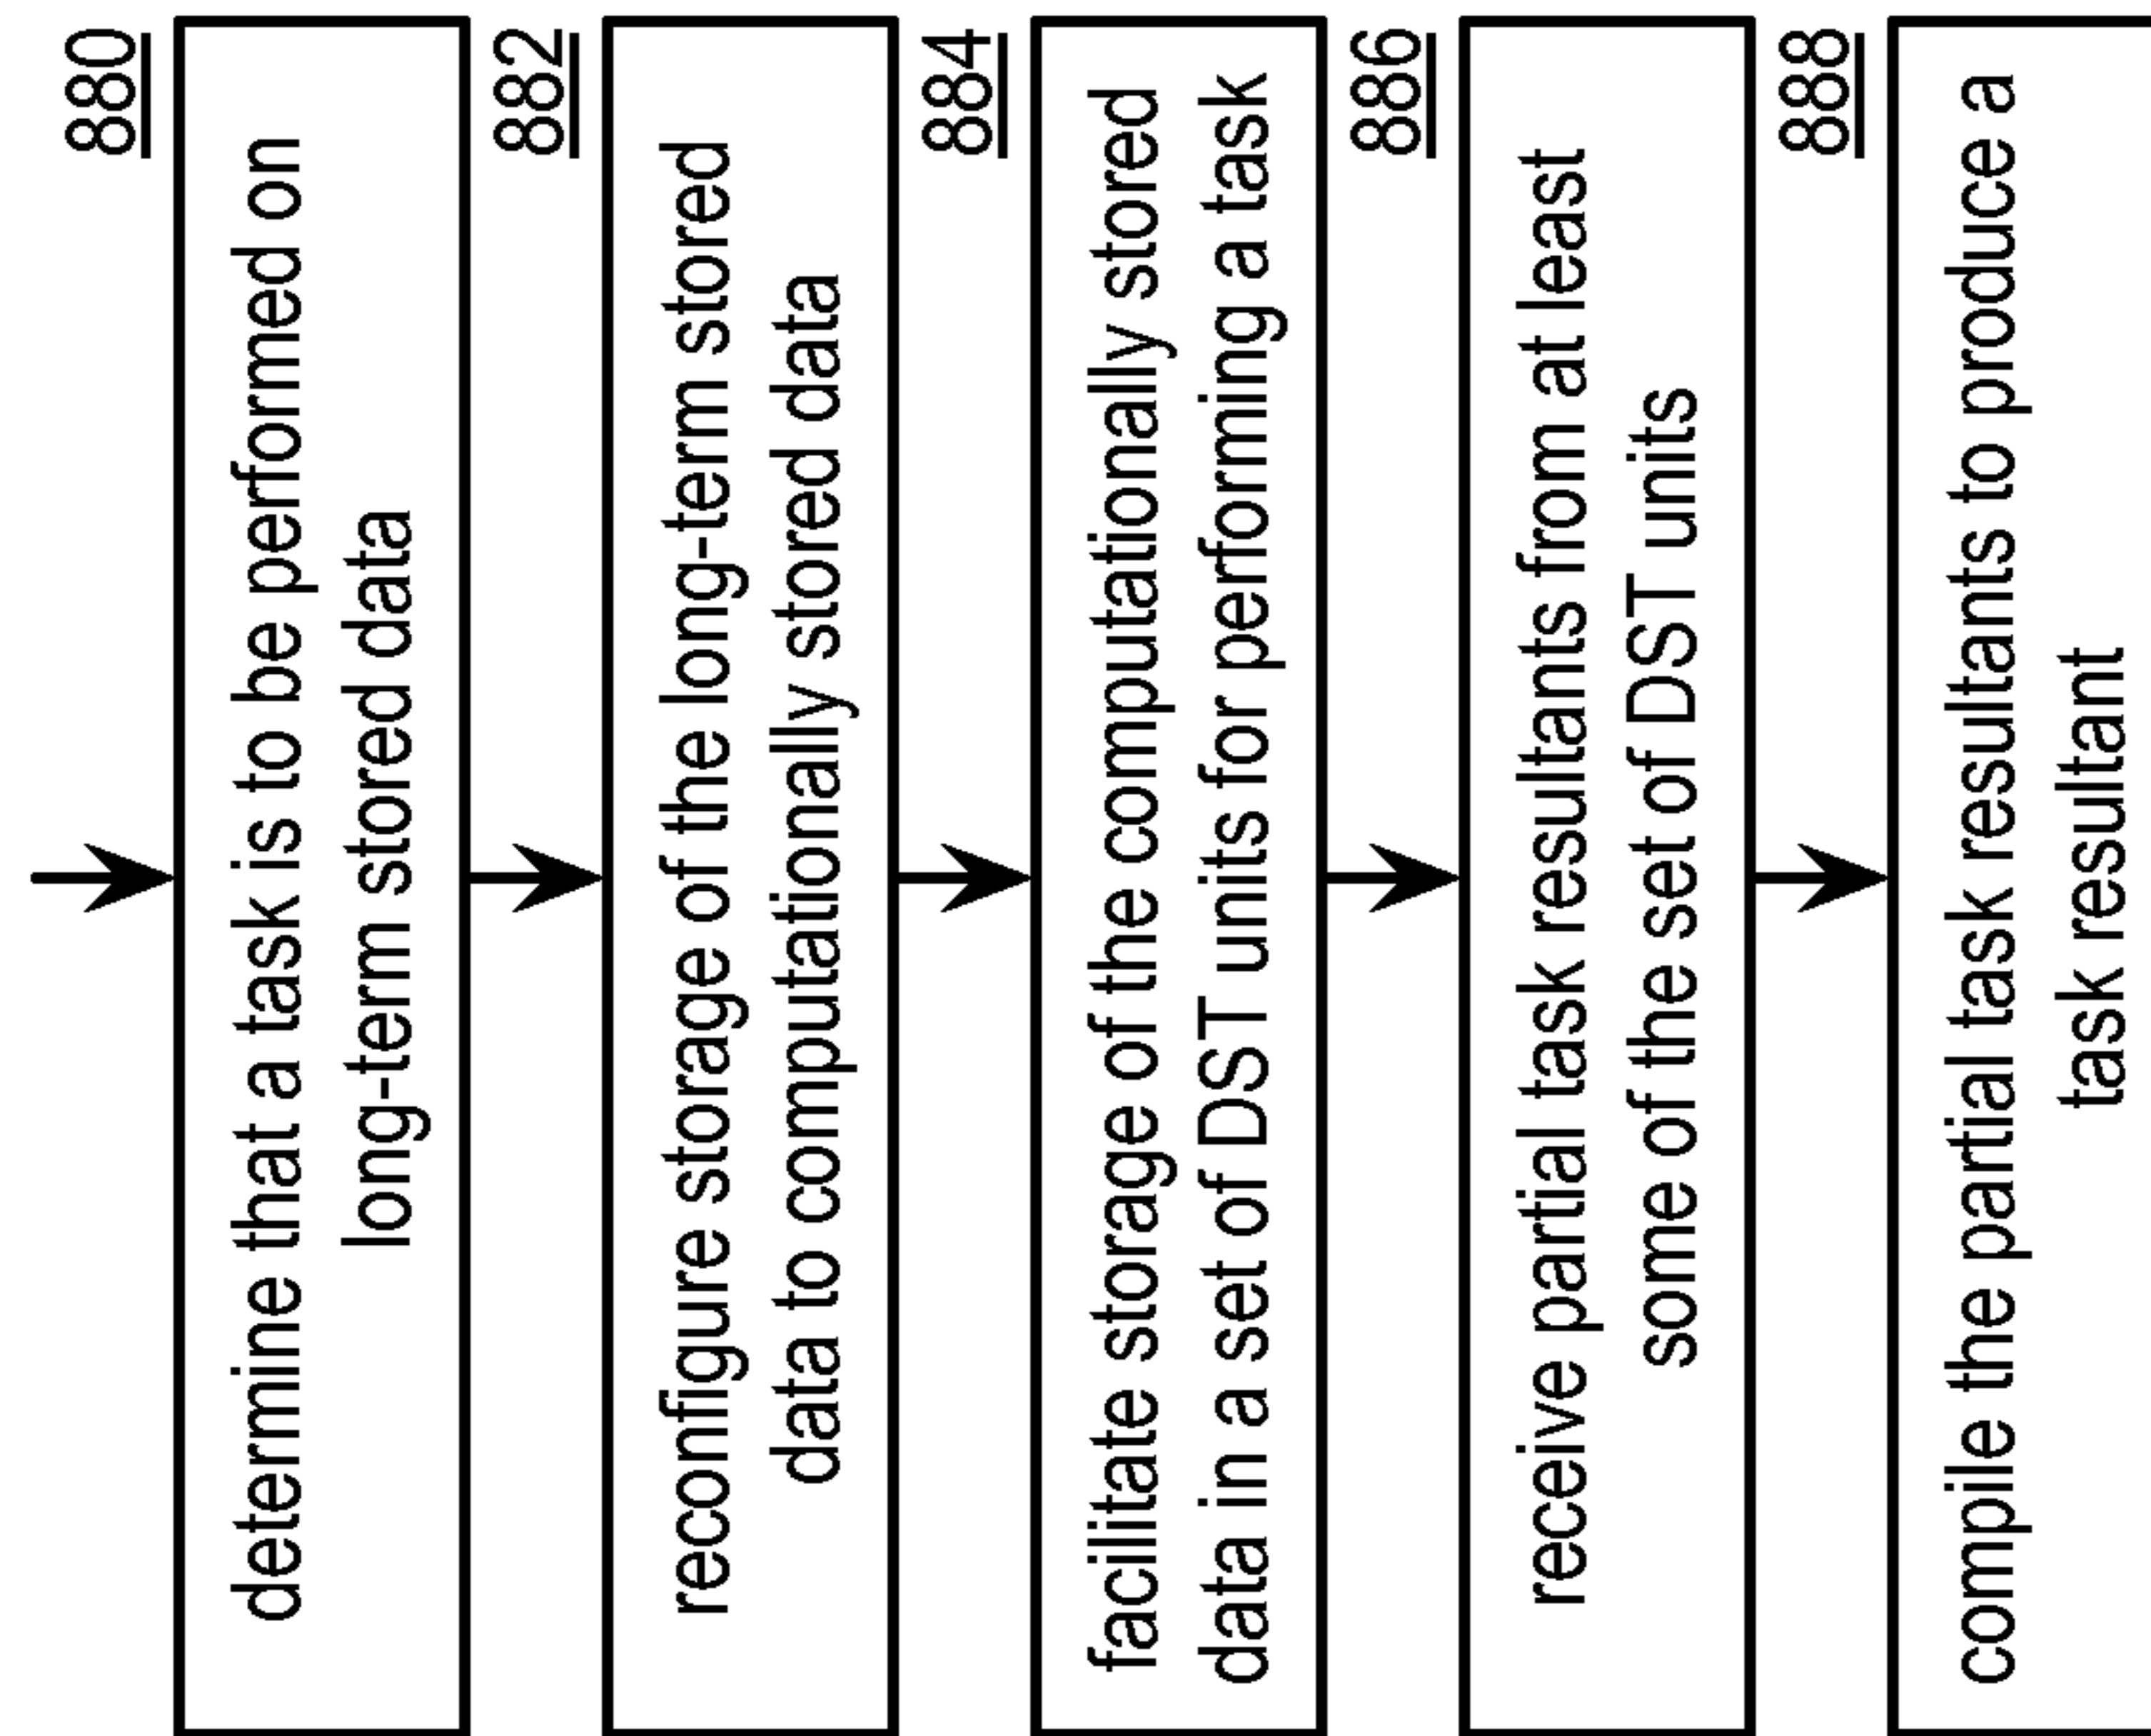 880
determine that a task is to be performed on
long-term stored data
882
reconfigure storage of the long-term stored
data to computationally stored data
884
facilitate storage of the computationally stored
data in a set of DST units for performing a task
886
receive partial task resultants from at least
some of the set of DST units
888
compile the partial task resultants to produce a
task resultant